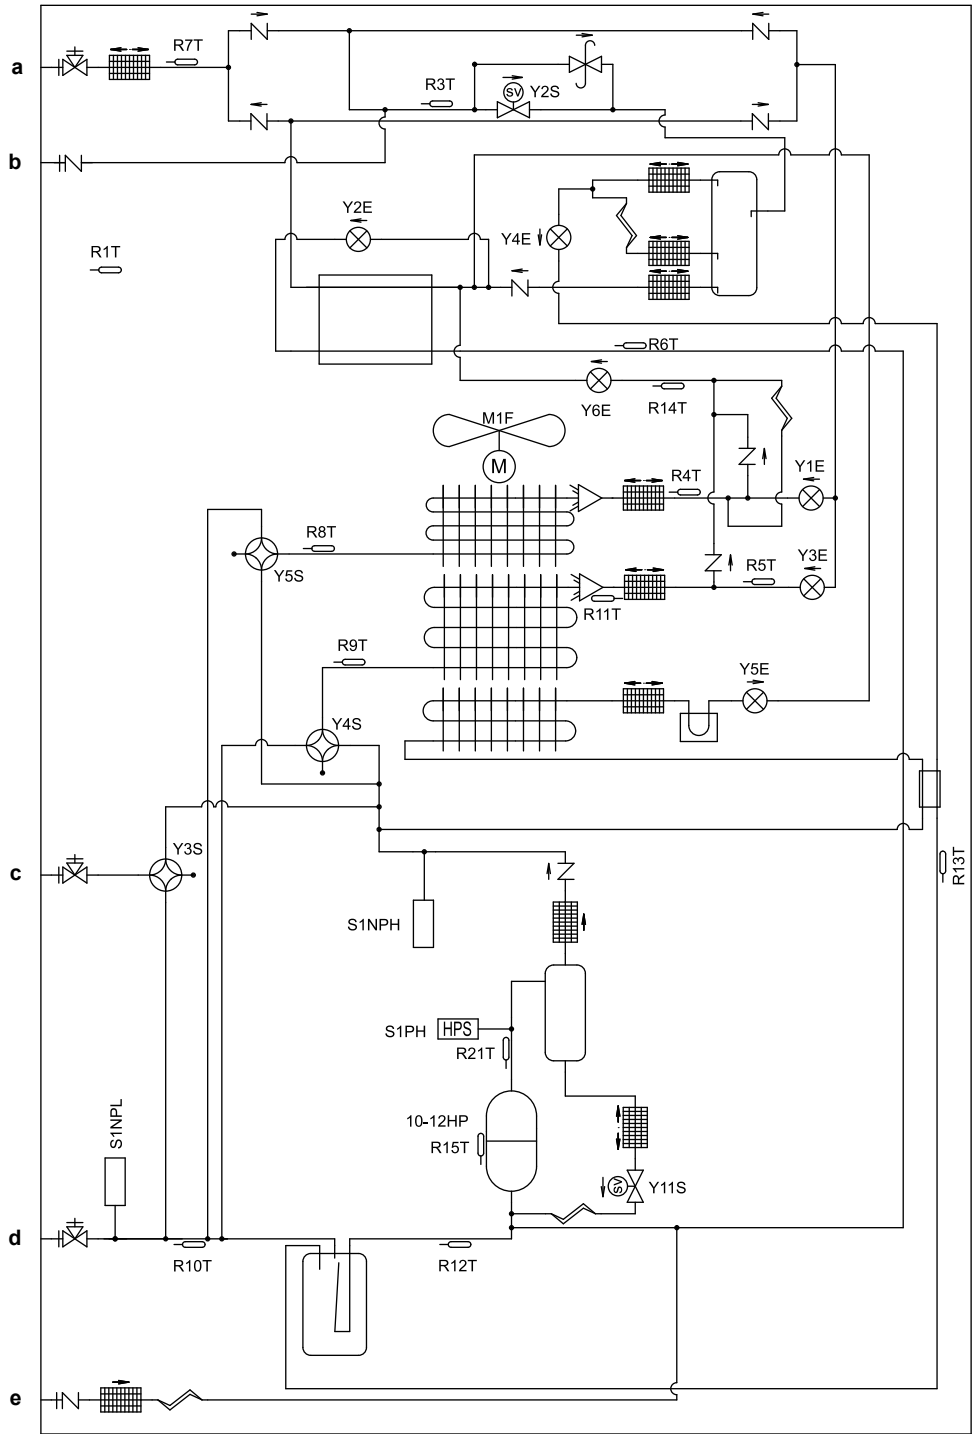 a
R7T
R3T
SV
Y2S
b
Y2E
Y4E
R1T
R6T
R14T
Y6E
M1F
M
R4T
Y1E
R8T
Y5S
Y3E
R5T
R11T
R9T
Y5E
Y4S
Y3S
c
R13T
S1NPH
S1PH
HPS
R21T
10-12HP
R15T
S1NPL
SV
Y11S
d
R10T
R12T
e